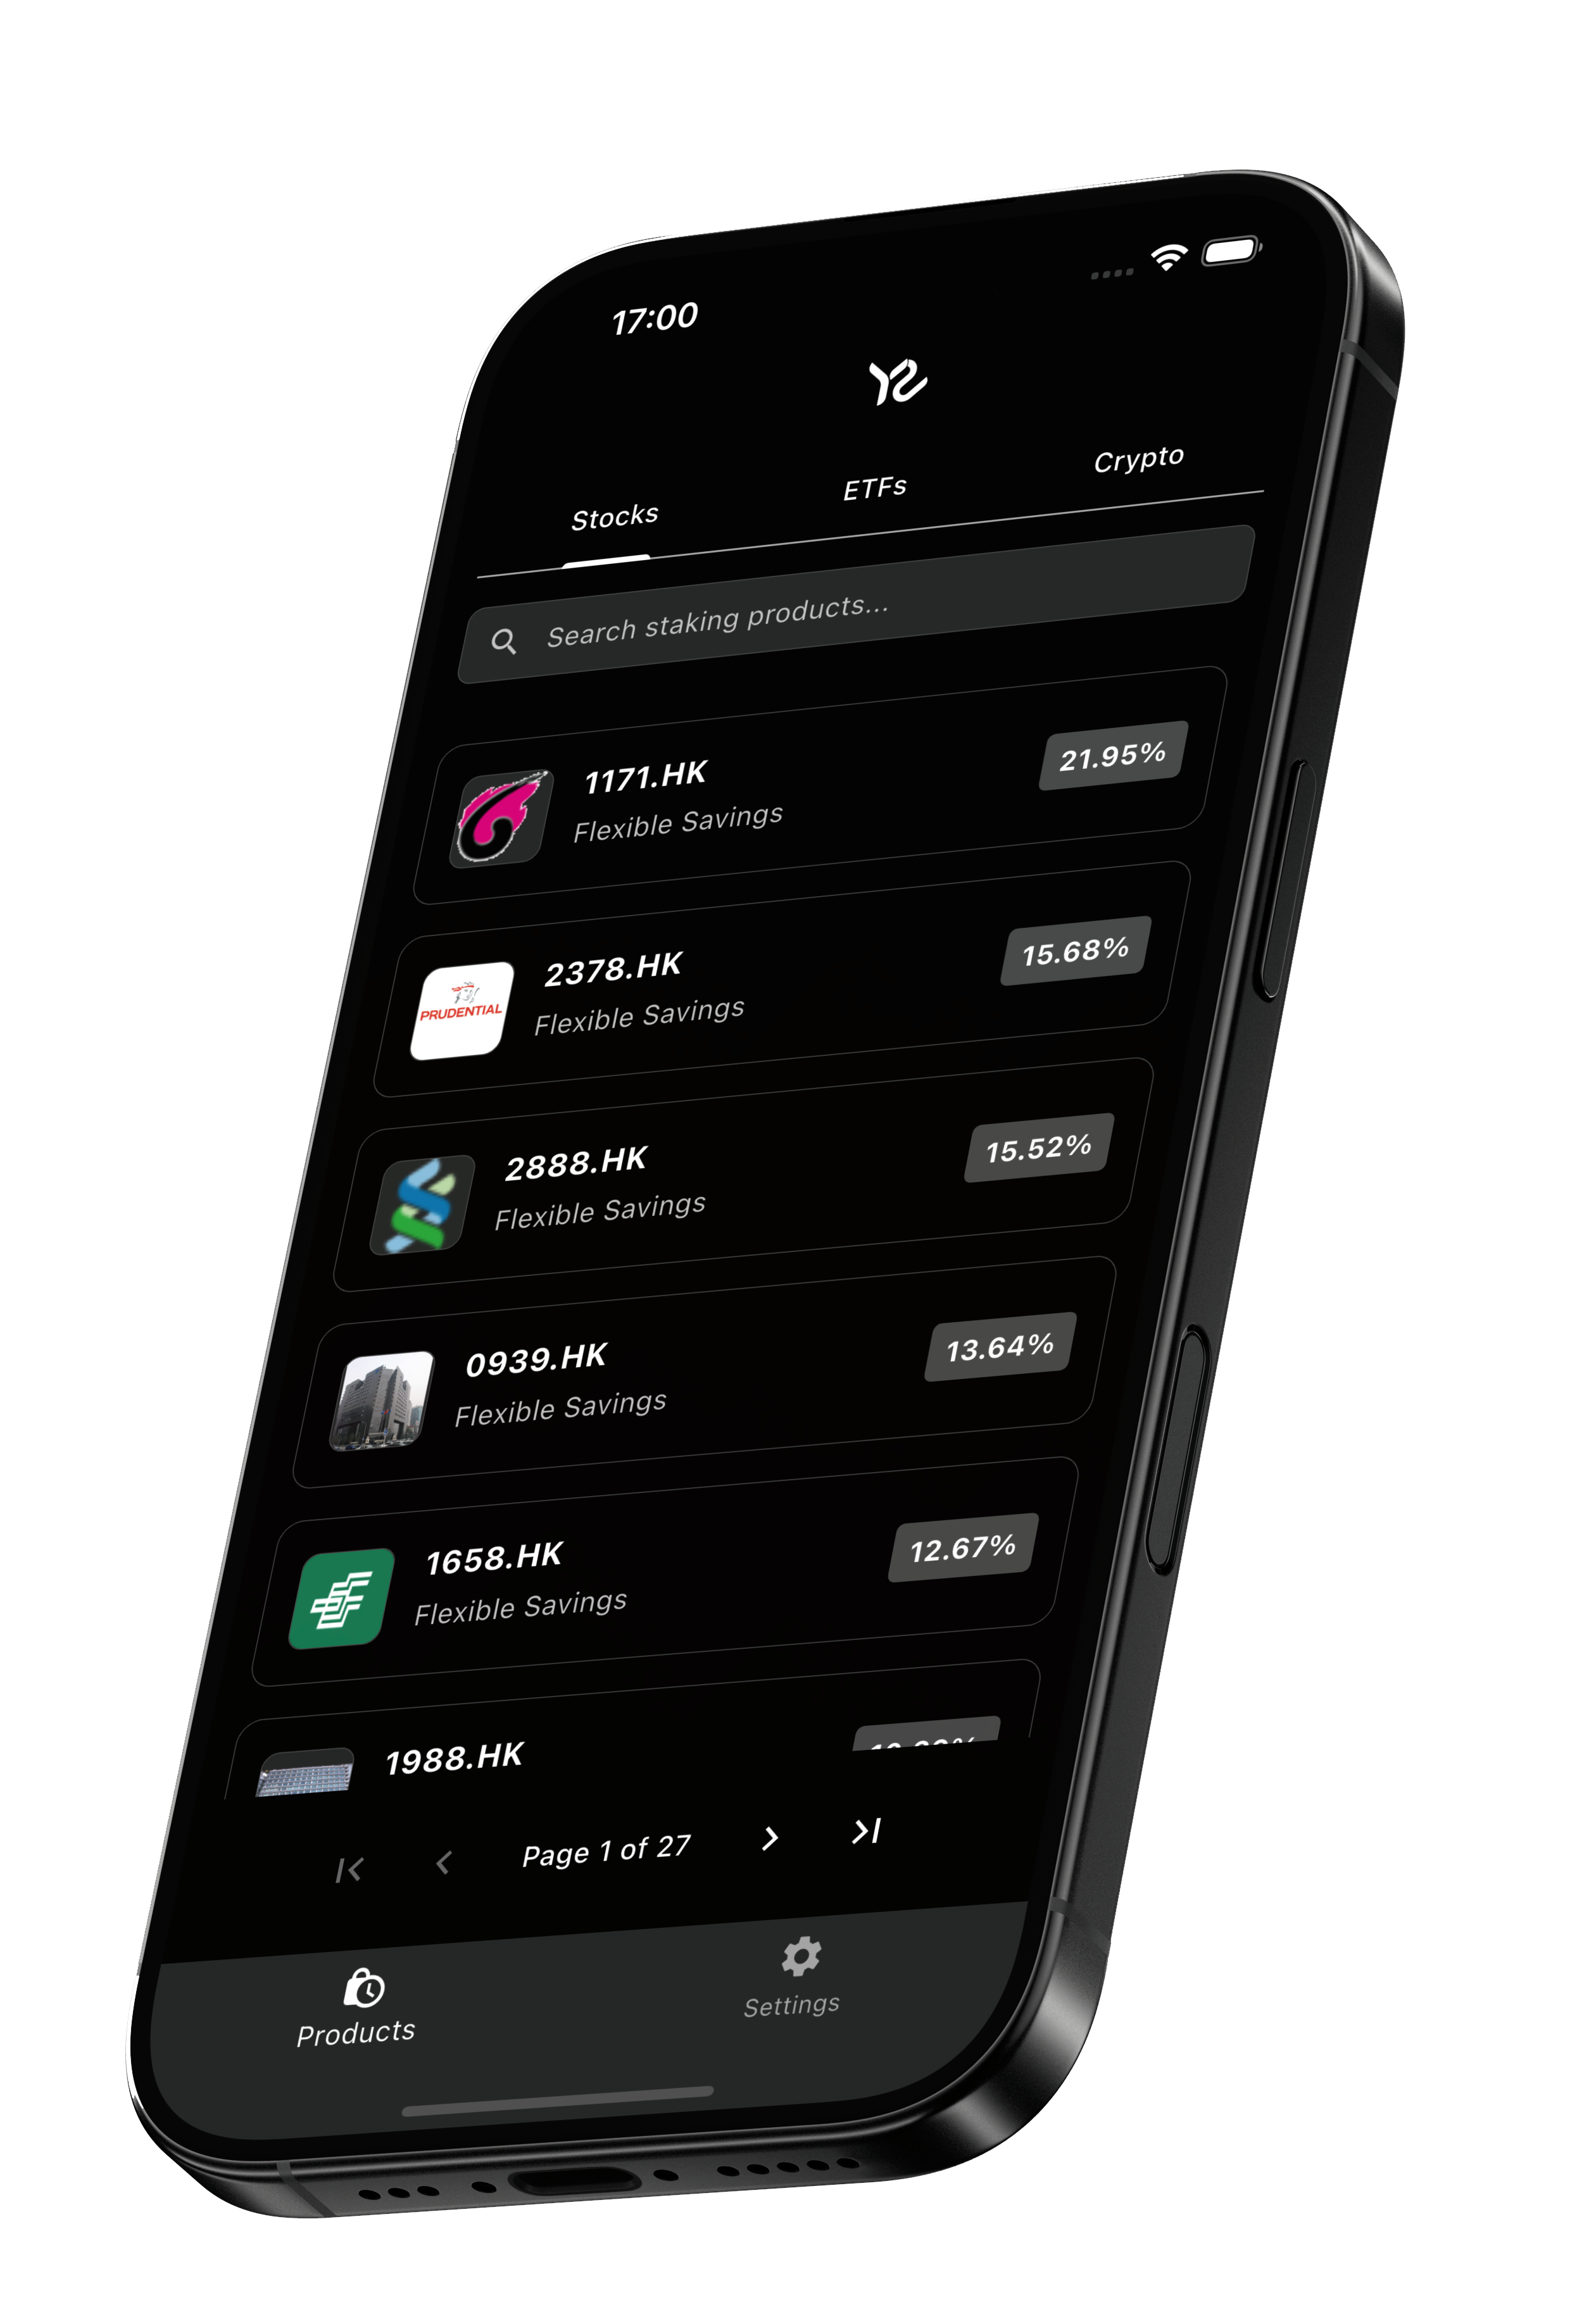 17:00
Stocks
ETFs
Crypto
Search staking products...
1171.HK
21.95%
Flexible Savings
2378.HK
15.68%
Flexible Savings
PRUDENTIAL
2888.HK
15.52%
Flexible Savings
0939.HK
13.64%
Flexible Savings
1658.HK
12.67%
Flexible Savings
1988.HK
Page 1 of 27
Products
Settings